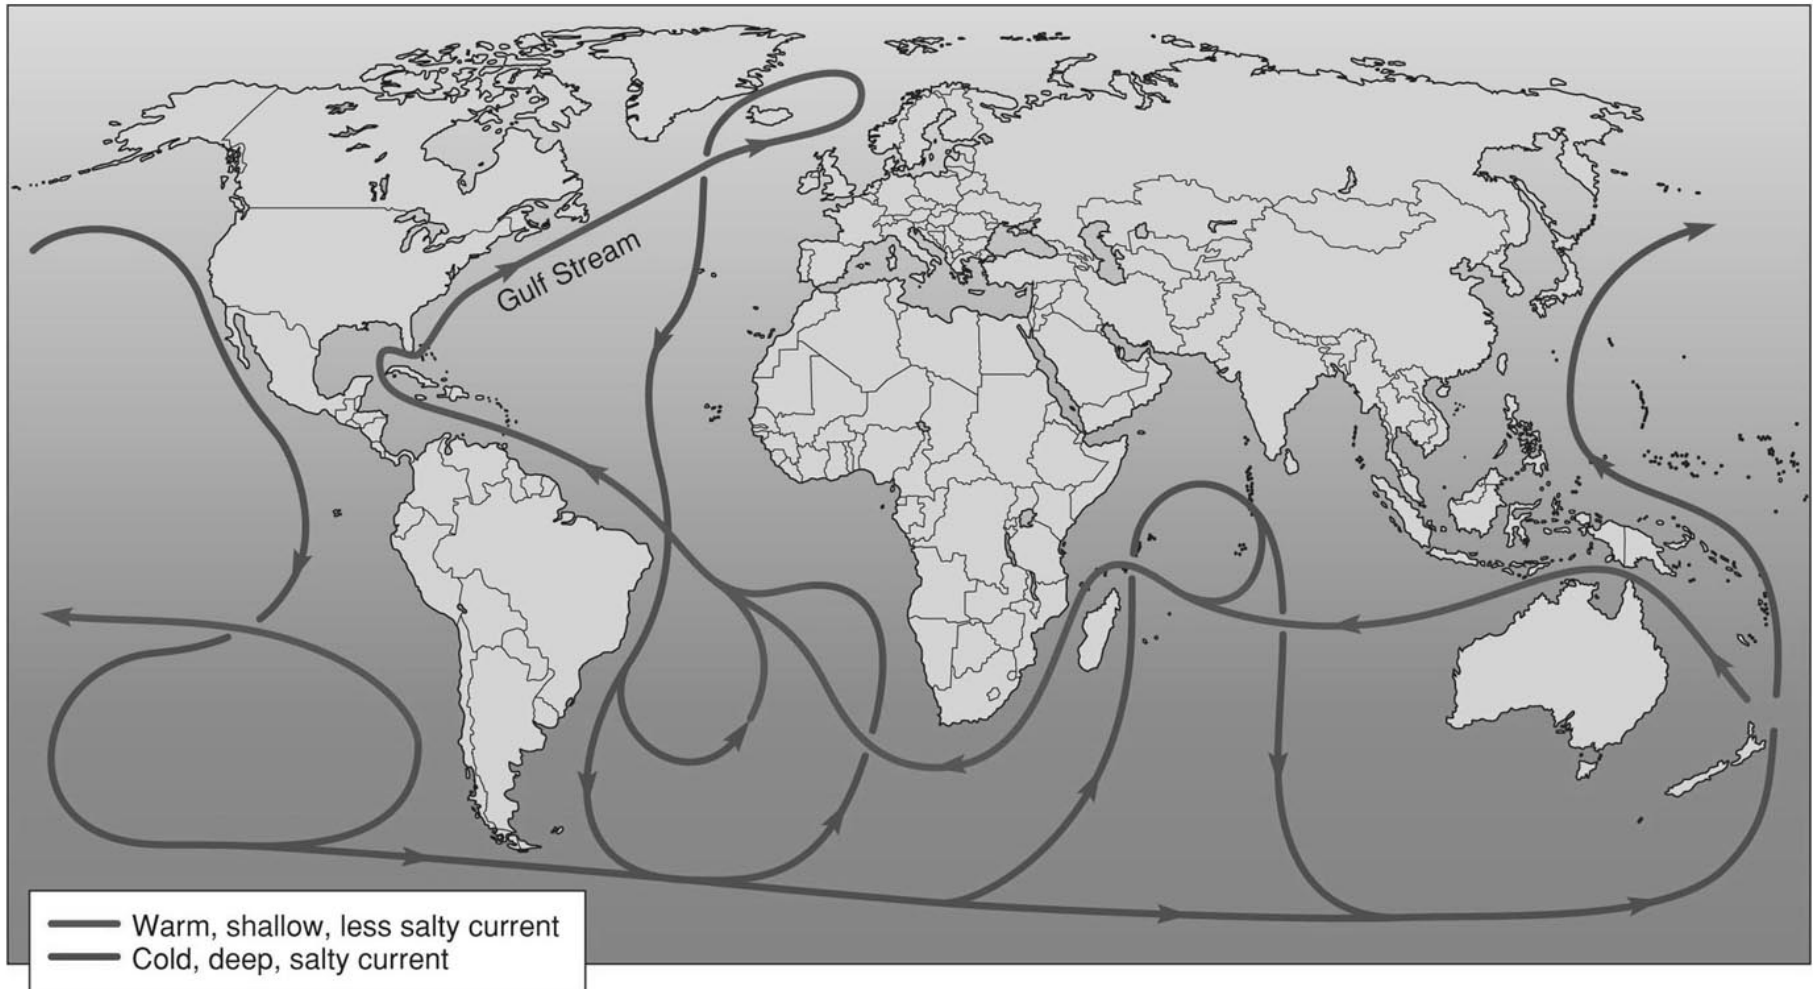 Gulf Stream
Warm, shallow, less salty current
Cold, deep, salty current